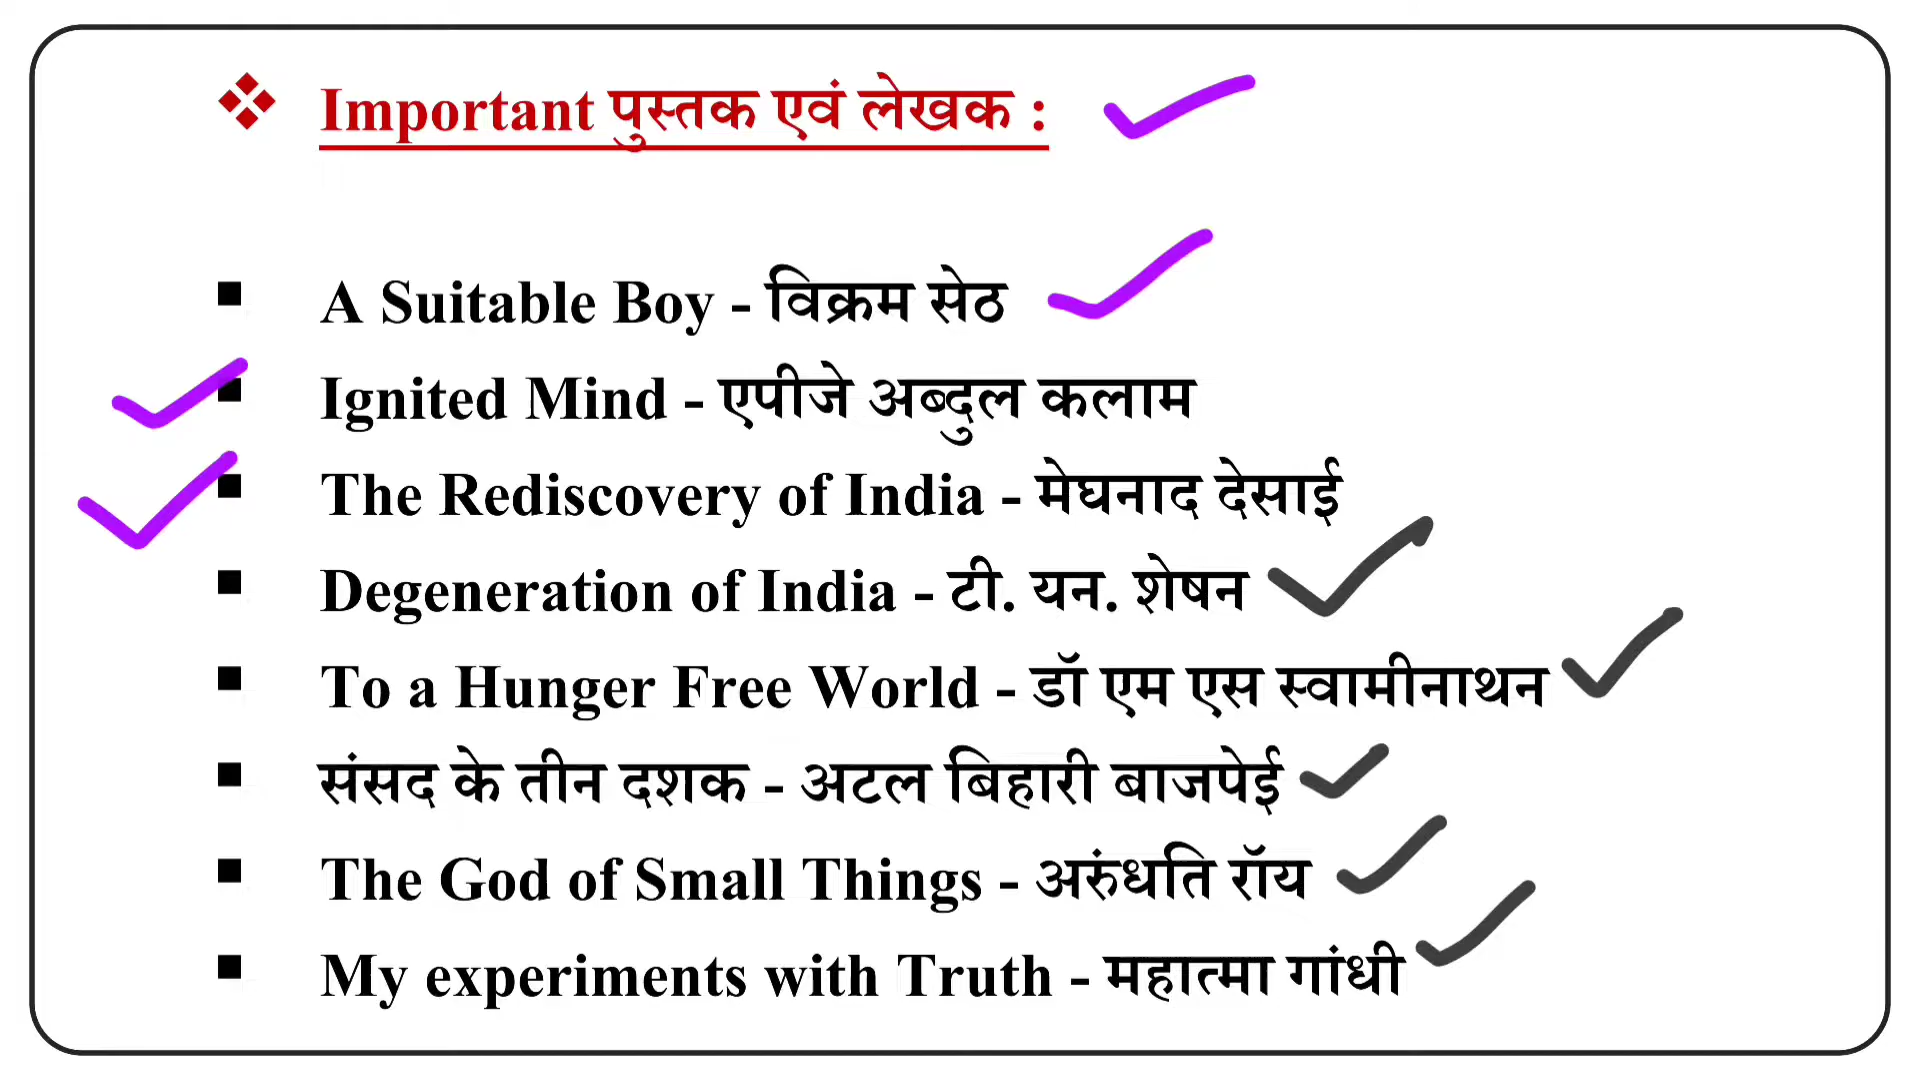 ❖ Important पुस्तक एवं लेखक :
▪ A Suitable Boy - विक्रम सेठ
▪ Ignited Mind - एपीजे अब्दुल कलाम
▪ The Rediscovery of India - मेघनाद देसाई
▪ Degeneration of India - टी. यन. शेषन
▪ To a Hunger Free World - डॉ एम एस स्वामीनाथन
▪ संसद के तीन दशक - अटल बिहारी बाजपेई
▪ The God of Small Things - अरुंधति रॉय
▪ My experiments with Truth - महात्मा गांधी